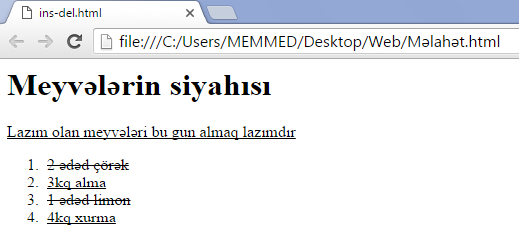 ins-del.html
file:///C:/Users/MEMMED/Desktop/Web/Məlahət.html
Meyvələrin siyahısı
Lazım olan meyvələri bu gun almaq lazımdır
1. 2 ədəd çörək
2. 3kq alma
3. 1 ədəd limon
4. 4kq xurma